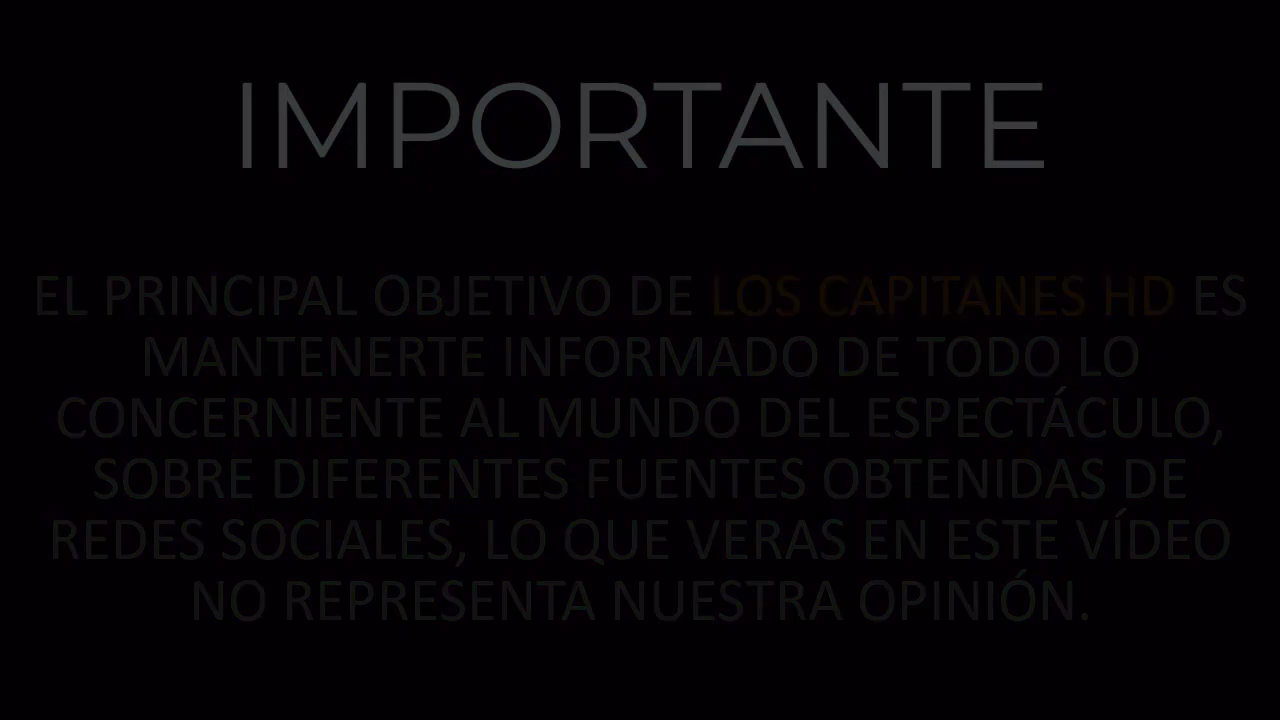 IMPORTANTE
EL PRINCIPAL OBJETIVO DE LOS CAPITANES HD ES
MANTENERTE INFORMADO DE TODO LO
CONCERNIENTE AL MUNDO DEL ESPECTÁCULO,
SOBRE DIFERENTES FUENTES OBTENIDAS DE
REDES SOCIALES, LO QUE VERAS EN ESTE VÍDEO
NO REPRESENTA NUESTRA OPINIÓN.